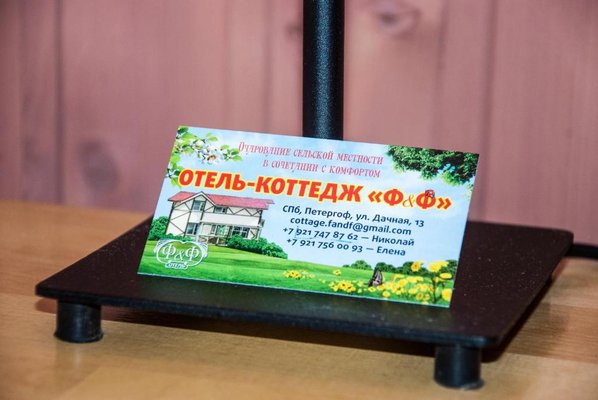 Очарование сельской местности
в сочетании с комфортом
ОТЕЛЬ-КОТТЕДЖ «Ф&Ф»
СПб, Петергоф, ул. Дачная, 13
cottage.fandf@gmail.com
+7 921 747 87 62 — Николай
+7 921 756 00 93 — Елена
Ф&Ф
ОТЕЛЬ